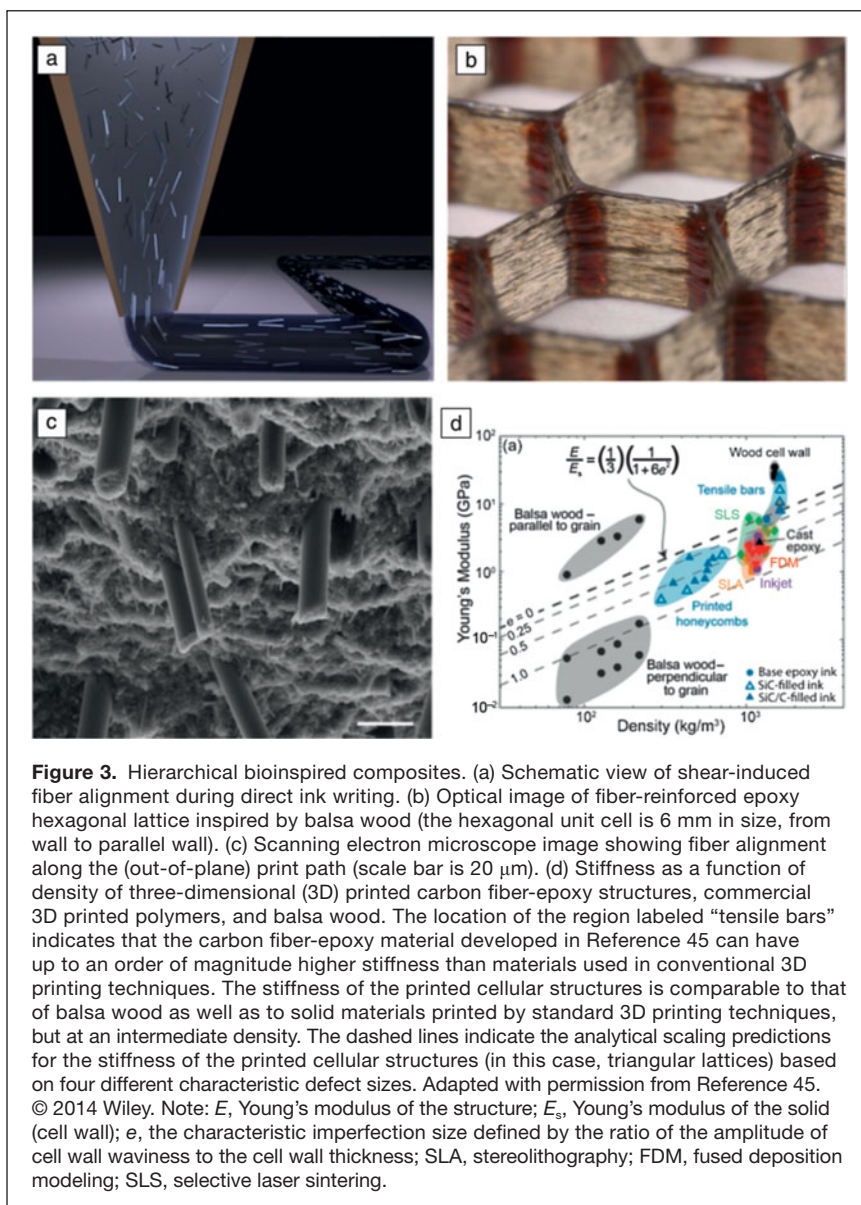 a
b
c
d
(a)
10²
10¹
10⁰
10⁻¹
10⁻²
Young's Modulus (GPa)
E/Eₛ = (1/3)(1/1+6e²)
Wood cell wall
Tensile bars
Balsa wood–
parallel to grain
SLS
Cast
epoxy
FDM
SLA
Inkjet
Printed
honeycombs
e = 0
0.25
0.5
1.0
Balsa wood–
perpendicular
to grain
Base epoxy ink
SiC-filled ink
SiC/C-filled ink
10²
10³
Density (kg/m³)
Figure 3. Hierarchical bioinspired composites. (a) Schematic view of shear-induced
fiber alignment during direct ink writing. (b) Optical image of fiber-reinforced epoxy
hexagonal lattice inspired by balsa wood (the hexagonal unit cell is 6 mm in size, from
wall to parallel wall). (c) Scanning electron microscope image showing fiber alignment
along the (out-of-plane) print path (scale bar is 20 μm). (d) Stiffness as a function of
density of three-dimensional (3D) printed carbon fiber-epoxy structures, commercial
3D printed polymers, and balsa wood. The location of the region labeled “tensile bars”
indicates that the carbon fiber-epoxy material developed in Reference 45 can have
up to an order of magnitude higher stiffness than materials used in conventional 3D
printing techniques. The stiffness of the printed cellular structures is comparable to that
of balsa wood as well as to solid materials printed by standard 3D printing techniques,
but at an intermediate density. The dashed lines indicate the analytical scaling predictions
for the stiffness of the printed cellular structures (in this case, triangular lattices) based
on four different characteristic defect sizes. Adapted with permission from Reference 45.
© 2014 Wiley. Note: E, Young’s modulus of the structure; Eₛ, Young’s modulus of the solid
(cell wall); e, the characteristic imperfection size defined by the ratio of the amplitude of
cell wall waviness to the cell wall thickness; SLA, stereolithography; FDM, fused deposition
modeling; SLS, selective laser sintering.